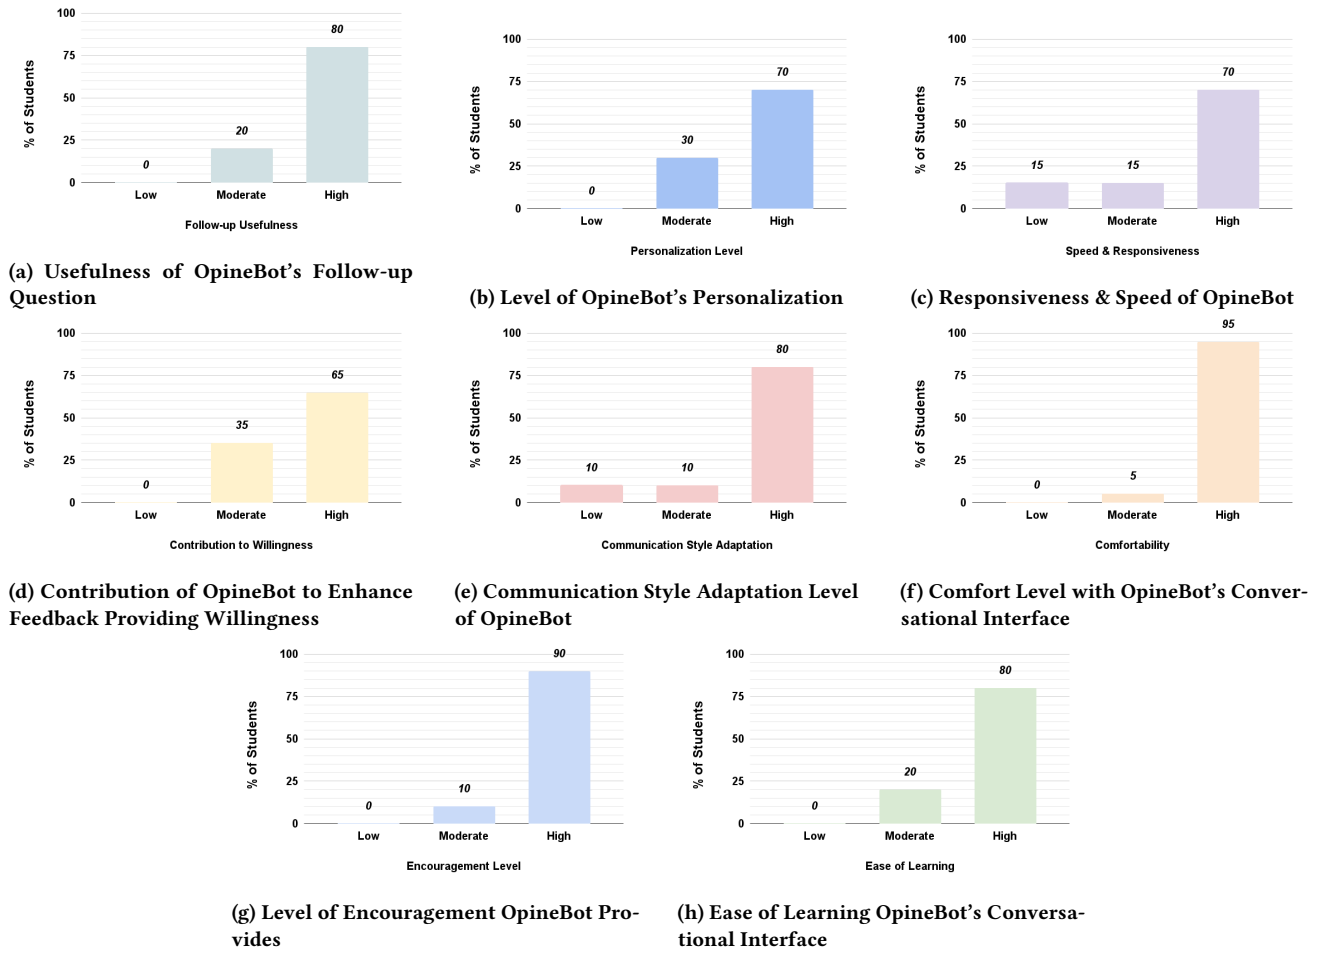 100
75
50
25
0
% of Students
0
20
80
Low
Moderate
High
Follow-up Usefulness
(a) Usefulness of OpineBot's Follow-up
Question
100
75
50
25
0
% of Students
0
30
70
Low
Moderate
High
Personalization Level
(b) Level of OpineBot's Personalization
100
75
50
25
0
% of Students
15
15
70
Low
Moderate
High
Speed & Responsiveness
(c) Responsiveness & Speed of OpineBot
100
75
50
25
0
% of Students
0
35
65
Low
Moderate
High
Contribution to Willingness
(d) Contribution of OpineBot to Enhance
Feedback Providing Willingness
100
75
50
25
0
% of Students
10
10
80
Low
Moderate
High
Communication Style Adaptation
(e) Communication Style Adaptation Level
of OpineBot
100
75
50
25
0
% of Students
0
5
95
Low
Moderate
High
Comfortability
(f) Comfort Level with OpineBot's Conver-
sational Interface
100
75
50
25
0
% of Students
0
10
90
Low
Moderate
High
Encouragement Level
(g) Level of Encouragement OpineBot Pro-
vides
100
75
50
25
0
% of Students
0
20
80
Low
Moderate
High
Ease of Learning
(h) Ease of Learning OpineBot's Conversa-
tional Interface